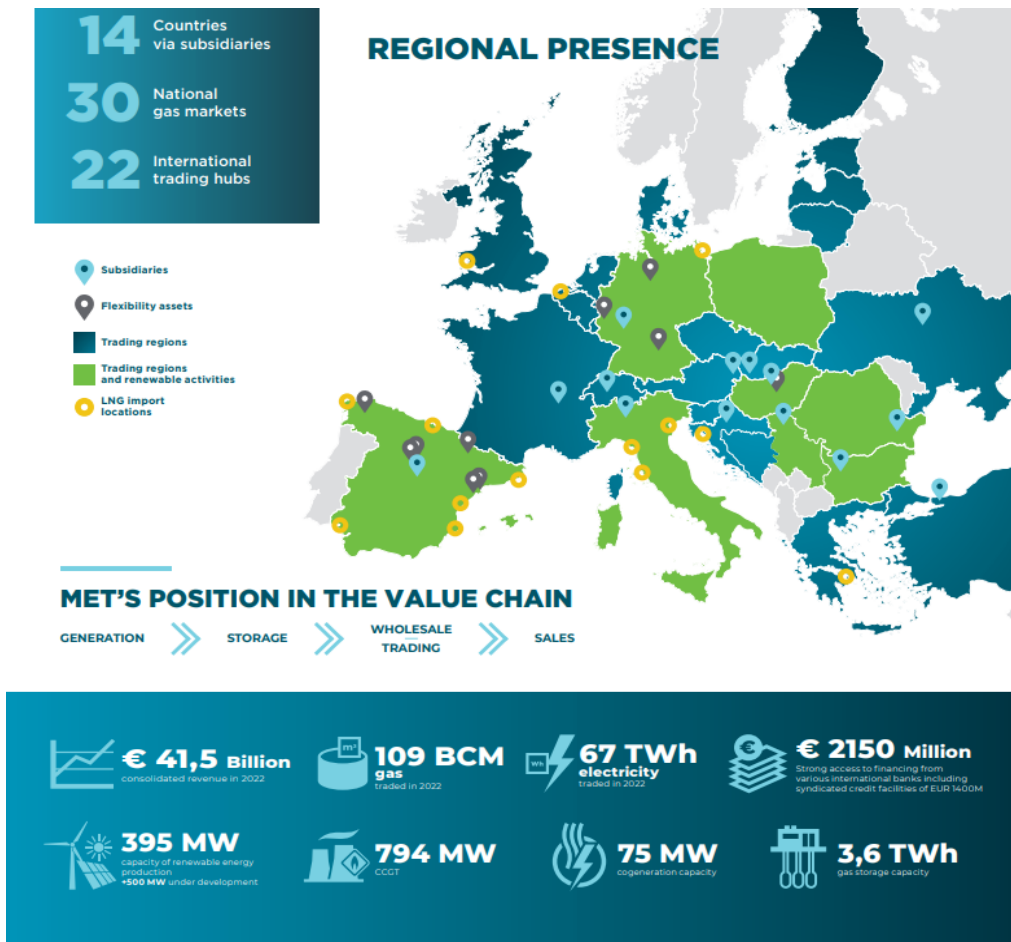 14 Countries
via subsidiaries
30 National
gas markets
22 International
trading hubs
REGIONAL PRESENCE
Subsidiaries
Flexibility assets
Trading regions
Trading regions
and renewable activities
LNG import
locations
MET'S POSITION IN THE VALUE CHAIN
GENERATION
STORAGE
WHOLESALE
TRADING
SALES
€ 41,5 Billion
consolidated revenue in 2022
m³
109 BCM
gas
traded in 2022
Wh
67 TWh
electricity
traded in 2022
€
€ 2150 Million
Strong access to financing from
various international banks including
syndicated credit facilities of EUR 1400M
395 MW
capacity of renewable energy
production
+500 MW under development
794 MW
CCGT
75 MW
cogeneration capacity
3,6 TWh
gas storage capacity